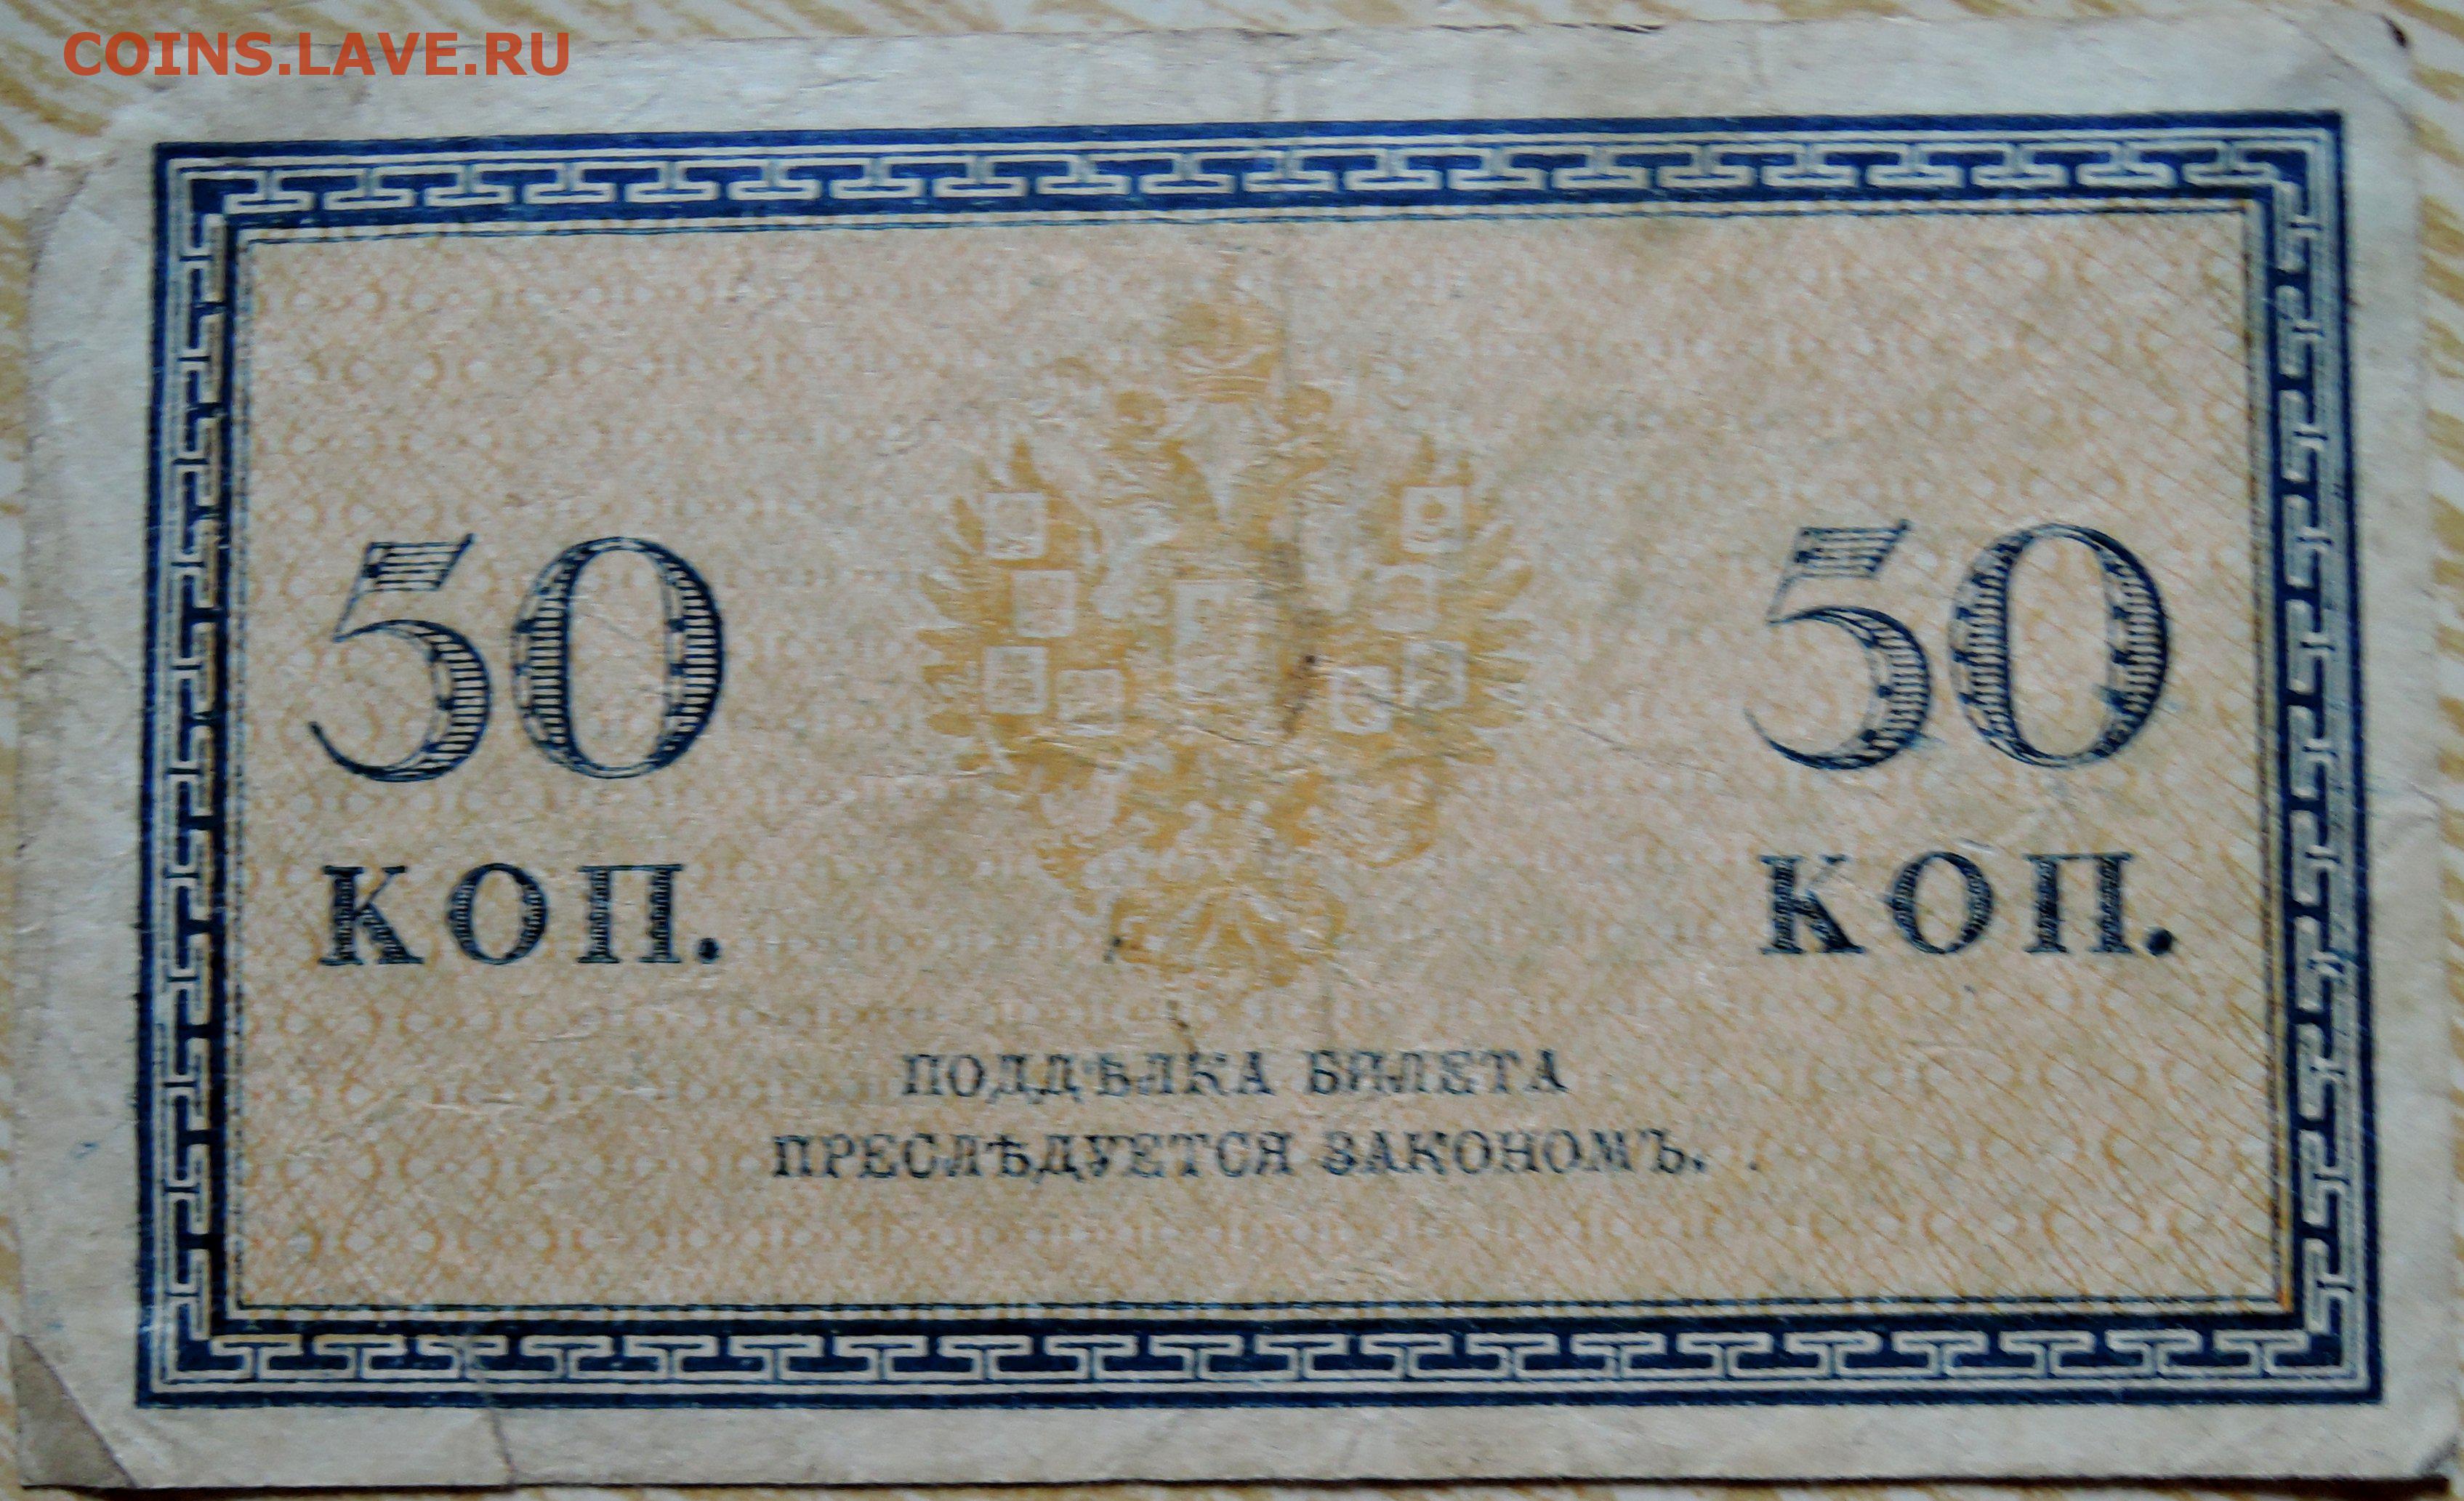 COINS.LAVE.RU
50 50
КОП. КОП.
ПОДДѢЛКА БИЛЕТА
ПРЕСЛѢДУЕТСЯ ЗАКОНОМЪ.